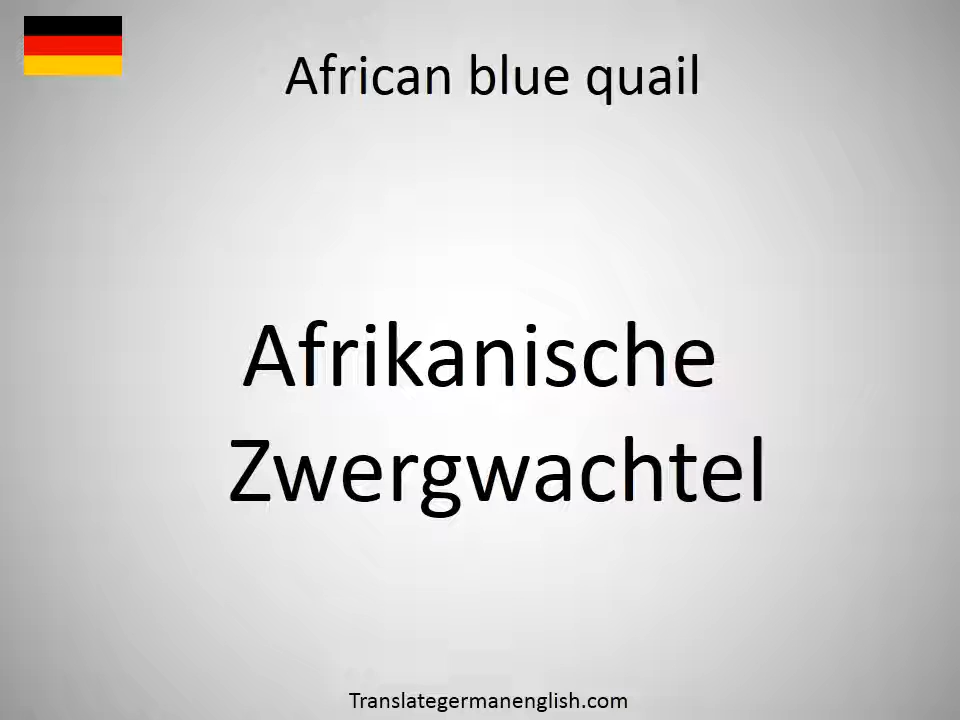 African blue quail
Afrikanische
Zwergwachtel
Translategermanenglish.com